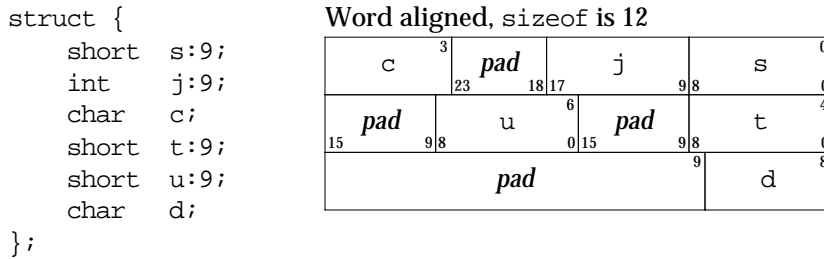 struct { Word aligned, sizeof is 12
short s:9;
int j:9;
char c;
short t:9;
short u:9;
char d;
};
c 3 pad 23 18 j 17 9 s 8 0 0
pad 15 9 u 6 8 0 pad 15 9 t 4 8 0
pad 9 d 8